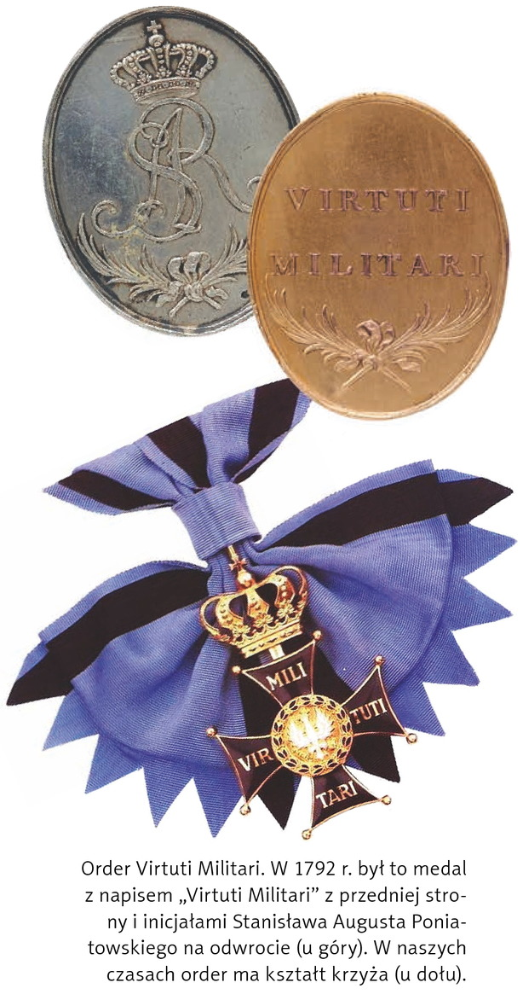 SAR
VIRTUTI
MILITARI
MILI
VIR TUTI
TARI
Order Virtuti Militari. W 1792 r. był to medal
z napisem „Virtuti Militari” z przedniej stro-
ny i inicjałami Stanisława Augusta Ponia-
towskiego na odwrocie (u góry). W naszych
czasach order ma kształt krzyża (u dołu).